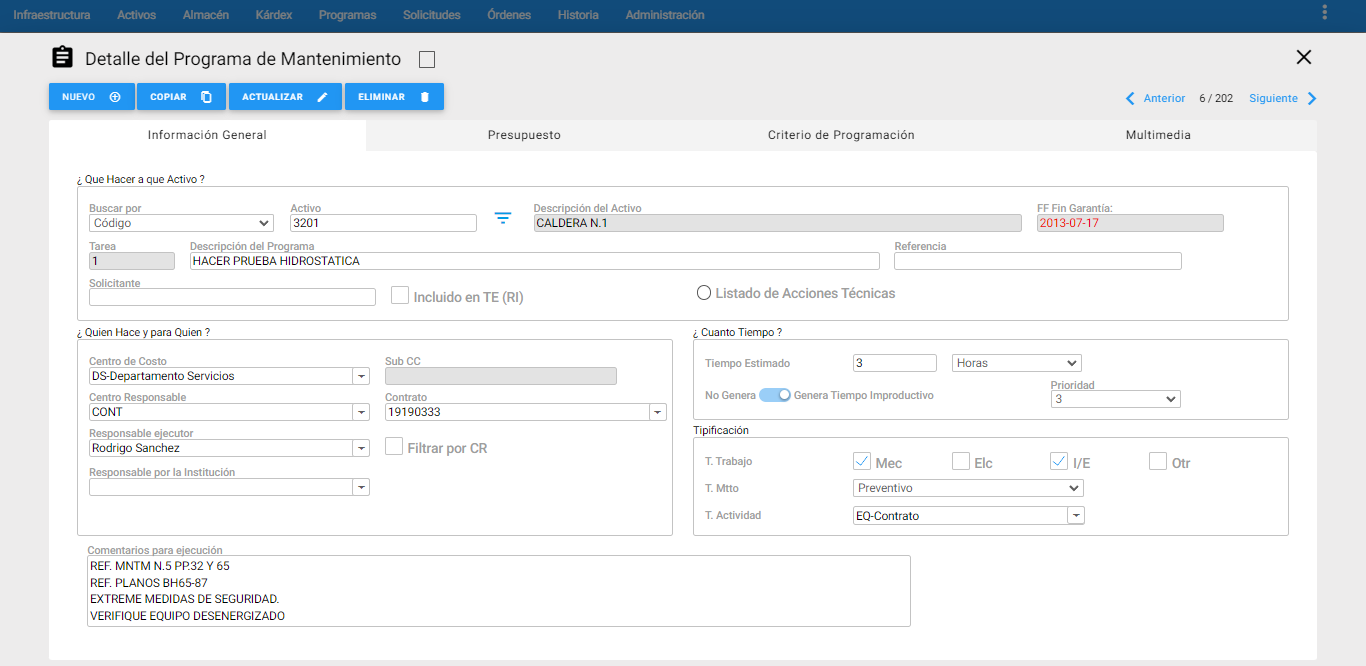 Infraestructura Activos Almacén Kárdex Programas Solicitudes Órdenes Historia Administración
Detalle del Programa de Mantenimiento
NUEVO COPIAR ACTUALIZAR ELIMINAR
Anterior 6 / 202 Siguiente
Información General Presupuesto Criterio de Programación Multimedia
¿ Que Hacer a que Activo ?
Buscar por Activo Descripción del Activo FF Fin Garantía:
Código 3201 CALDERA N.1 2013-07-17
Tarea Descripción del Programa Referencia
1 HACER PRUEBA HIDROSTATICA
Solicitante
Incluido en TE (RI) Listado de Acciones Técnicas
¿ Quien Hace y para Quien ?
Centro de Costo Sub CC
DS-Departamento Servicios
Centro Responsable Contrato
CONT 19190333
Responsable ejecutor
Rodrigo Sanchez Filtrar por CR
Responsable por la Institución
¿ Cuanto Tiempo ?
Tiempo Estimado 3 Horas
No Genera Genera Tiempo Improductivo
Prioridad
3
Tipificación
T. Trabajo Mec Elc I/E Otr
T. Mtto Preventivo
T. Actividad EQ-Contrato
Comentarios para ejecución
REF. MNTM N.5 PP.32 Y 65
REF. PLANOS BH65-87
EXTREME MEDIDAS DE SEGURIDAD.
VERIFIQUE EQUIPO DESENERGIZADO